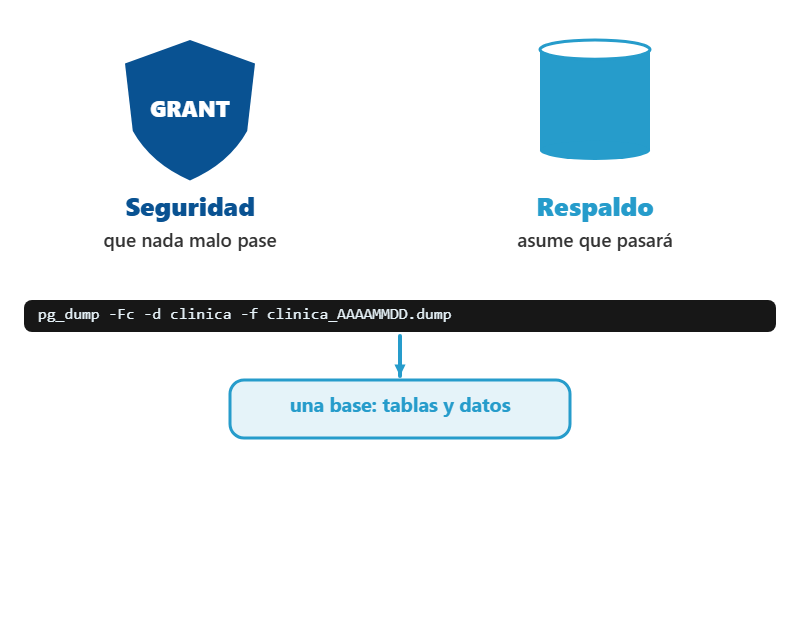 GRANT
Seguridad
que nada malo pase
Respaldo
asume que pasará
pg_dump -Fc -d clinica -f clinica_AAAAMMDD.dump
una base: tablas y datos